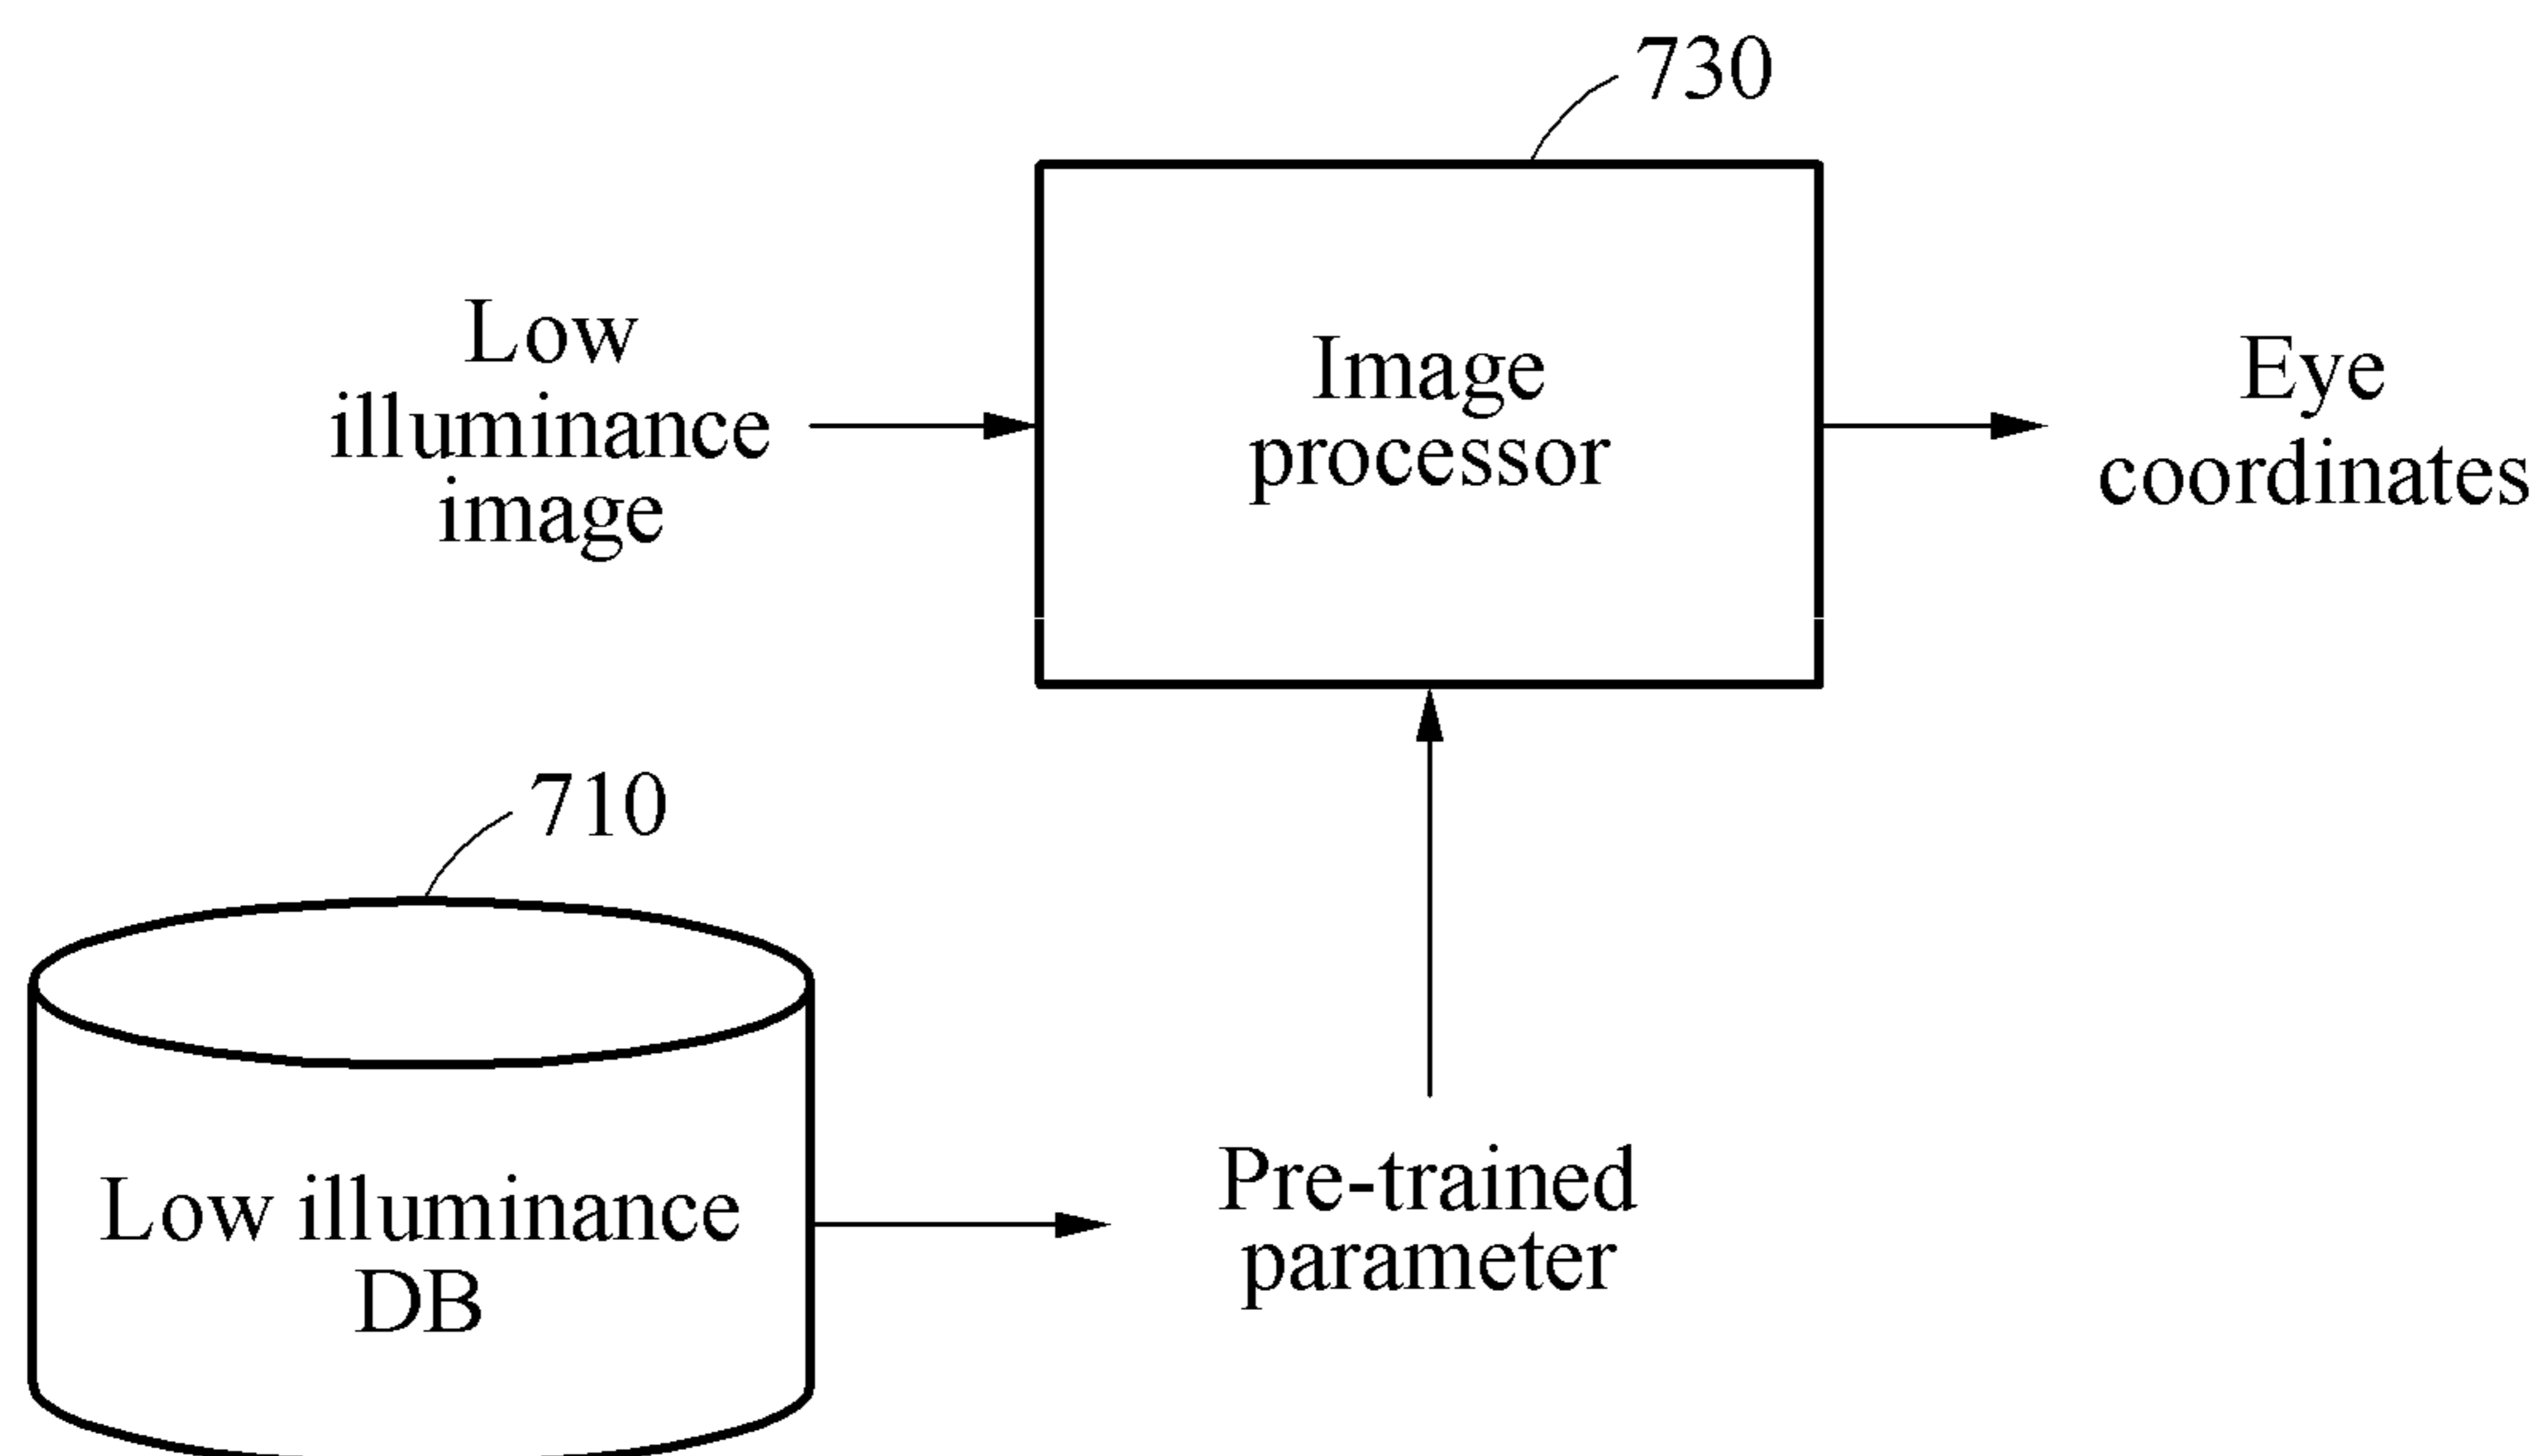 730
Low
illuminance
image
Image
processor
Eye
coordinates
710
Low illuminance
DB
Pre-trained
parameter